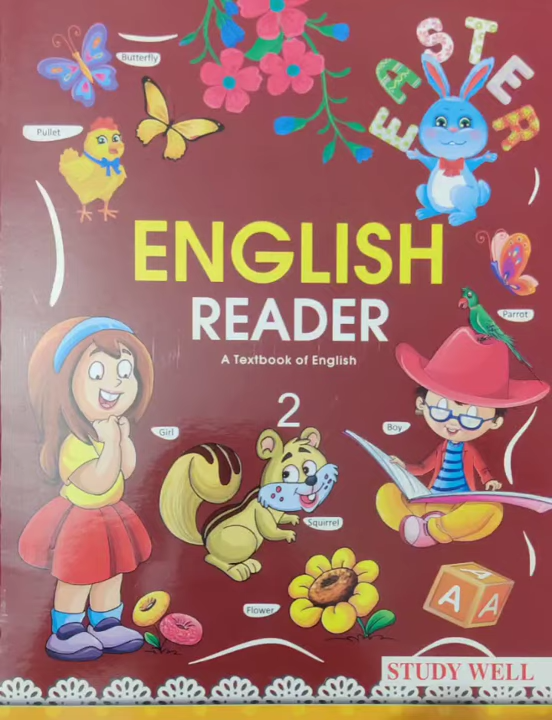 EASTER
Butterfly
Pullet
ENGLISH
READER
A Textbook of English
Parrot
2
Girl
Boy
Squirrel
Flower
A
A
A
STUDY WELL